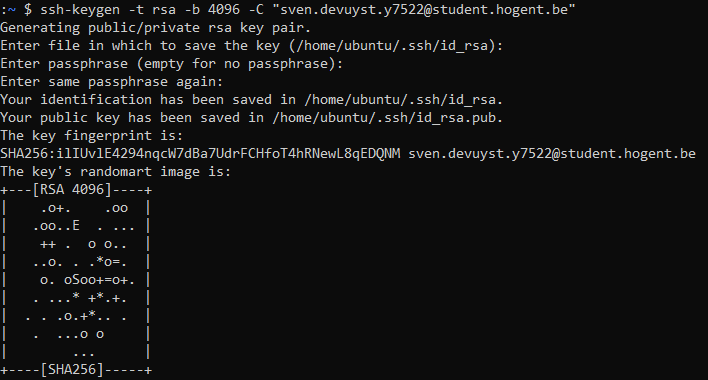 :~ $ ssh-keygen -t rsa -b 4096 -C "sven.devuyst.y7522@student.hogent.be"
Generating public/private rsa key pair.
Enter file in which to save the key (/home/ubuntu/.ssh/id_rsa):
Enter passphrase (empty for no passphrase):
Enter same passphrase again:
Your identification has been saved in /home/ubuntu/.ssh/id_rsa.
Your public key has been saved in /home/ubuntu/.ssh/id_rsa.pub.
The key fingerprint is:
SHA256:ilIUvlE4294nqcW7dBa7UdrFCHfoT4hRNewL8qEDQNM sven.devuyst.y7522@student.hogent.be
The key's randomart image is:
+---[RSA 4096]----+
|    .o+.    .oo  |
|   .oo..E  . ... |
|    ++ .  o o..  |
|   ..o. . .*o=.  |
|    o. oSoo+=o+. |
|   . ...* +*.+.  |
|  . . .o.+*.. .  |
|   .  ...o o     |
|        ...      |
+----[SHA256]-----+